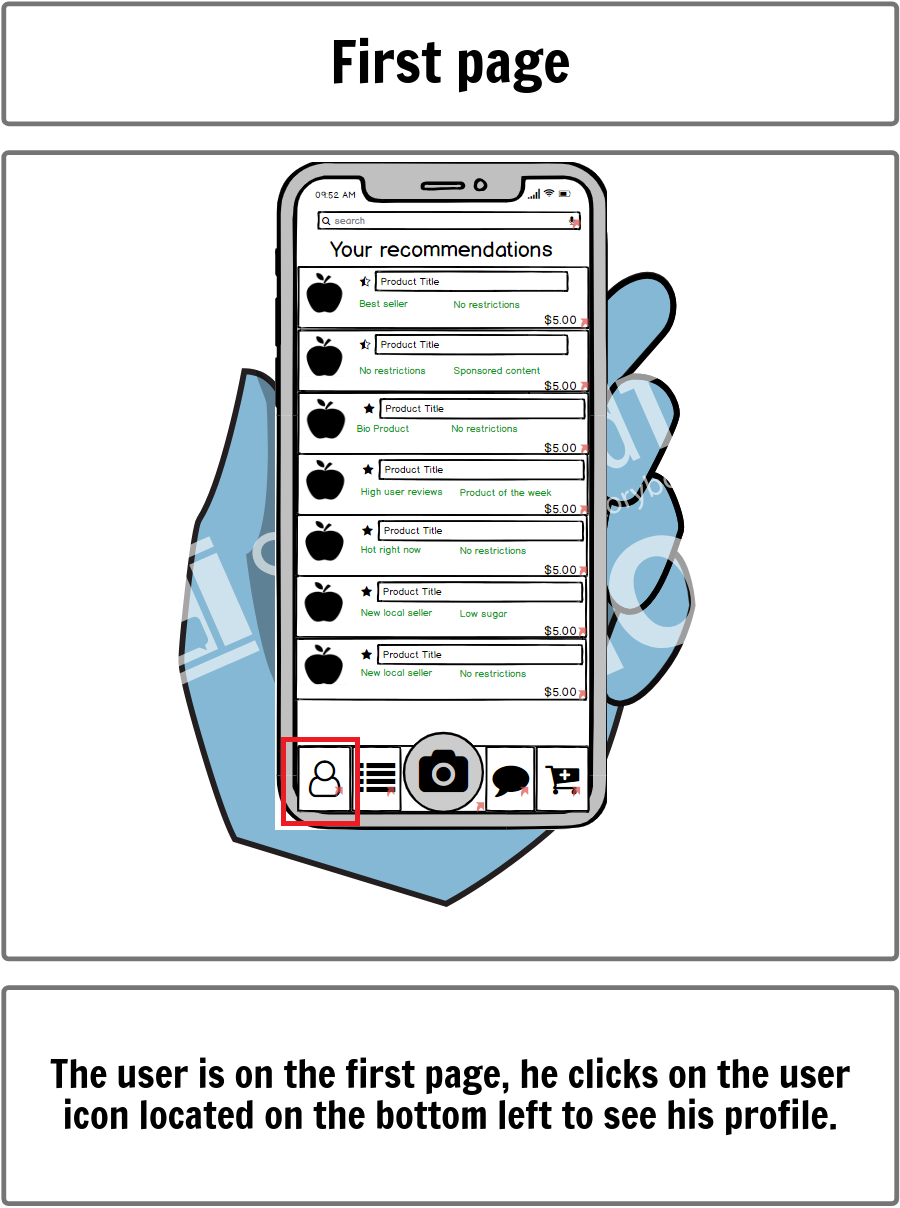 First page
09:52 AM
search
Your recommendations
Product Title
Best seller No restrictions
$5.00
Product Title
No restrictions Sponsored content
$5.00
Product Title
Bio Product No restrictions
$5.00
Product Title
High user reviews Product of the week
$5.00
Product Title
Hot right now No restrictions
$5.00
Product Title
New local seller Low sugar
$5.00
Product Title
New local seller No restrictions
$5.00
The user is on the first page, he clicks on the user
icon located on the bottom left to see his profile.